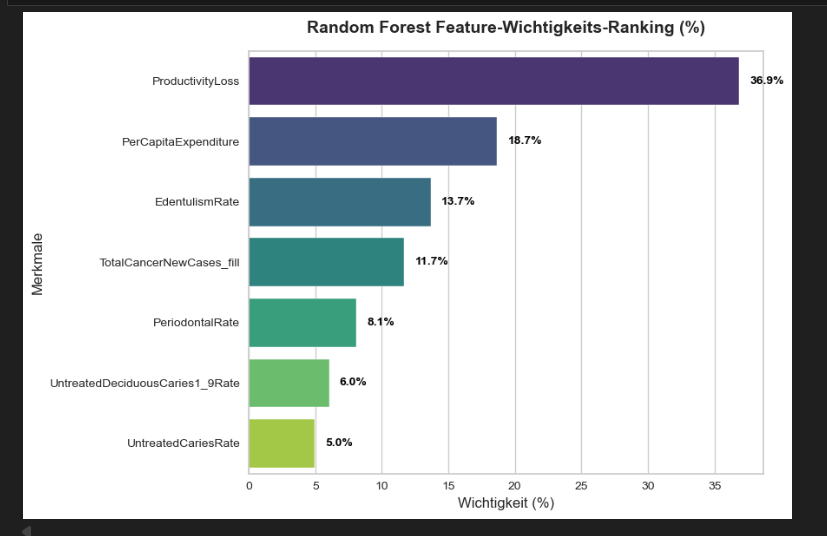 Random Forest Feature-Wichtigkeits-Ranking (%)
ProductivityLoss
36.9%
PerCapitaExpenditure
18.7%
EdentulismRate
13.7%
TotalCancerNewCases_fill
11.7%
PeriodontalRate
8.1%
UntreatedDeciduousCaries1_9Rate
6.0%
UntreatedCariesRate
5.0%
Merkmale
0 5 10 15 20 25 30 35
Wichtigkeit (%)